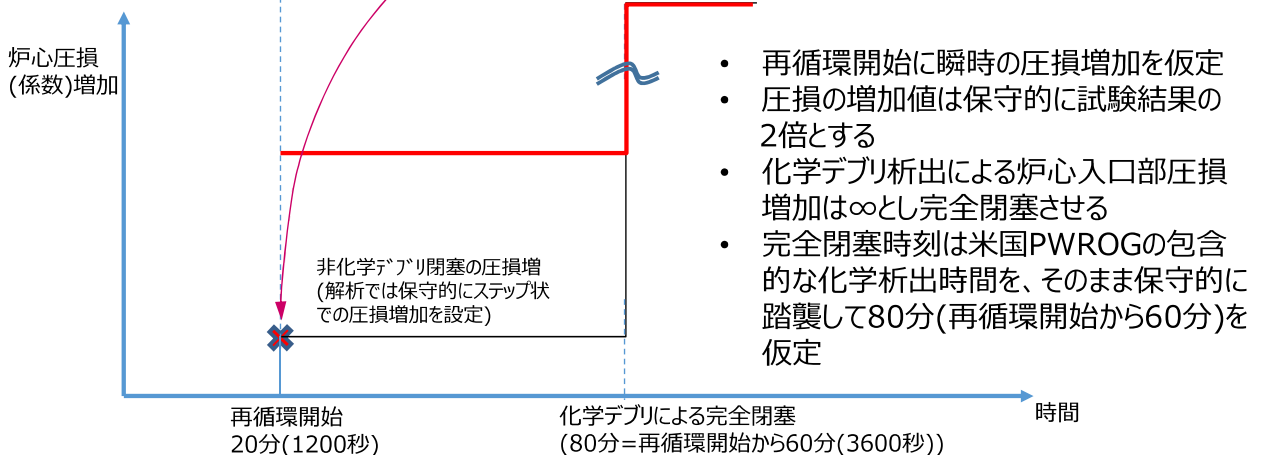 炉心圧損
(係数)増加
• 再循環開始に瞬時の圧損増加を仮定
• 圧損の増加値は保守的に試験結果の
2倍とする
• 化学デブリ析出による炉心入口部圧損
増加は∞とし完全閉塞させる
• 完全閉塞時刻は米国PWROGの包含
的な化学析出時間を、そのまま保守的に
踏襲して80分(再循環開始から60分)を
仮定
非化学ﾃﾞﾌﾞﾘ閉塞の圧損増
(解析では保守的にステップ状
での圧損増加を設定)
再循環開始
20分(1200秒)
化学デブリによる完全閉塞
(80分=再循環開始から60分(3600秒))
時間